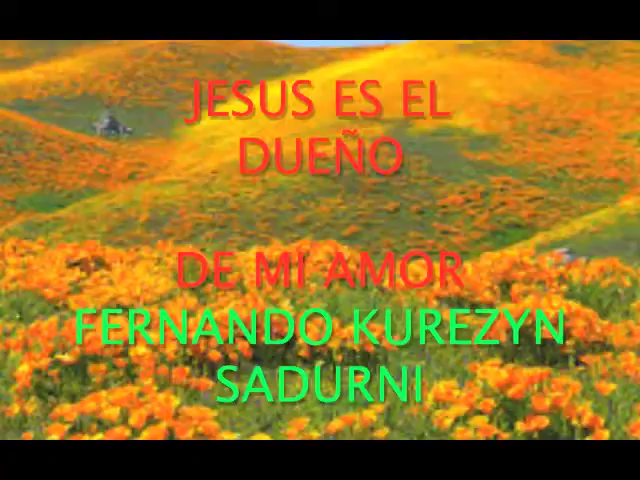 JESUS ES EL
DUEÑO
DE MI AMOR
FERNANDO KUREZYN
SADURNI